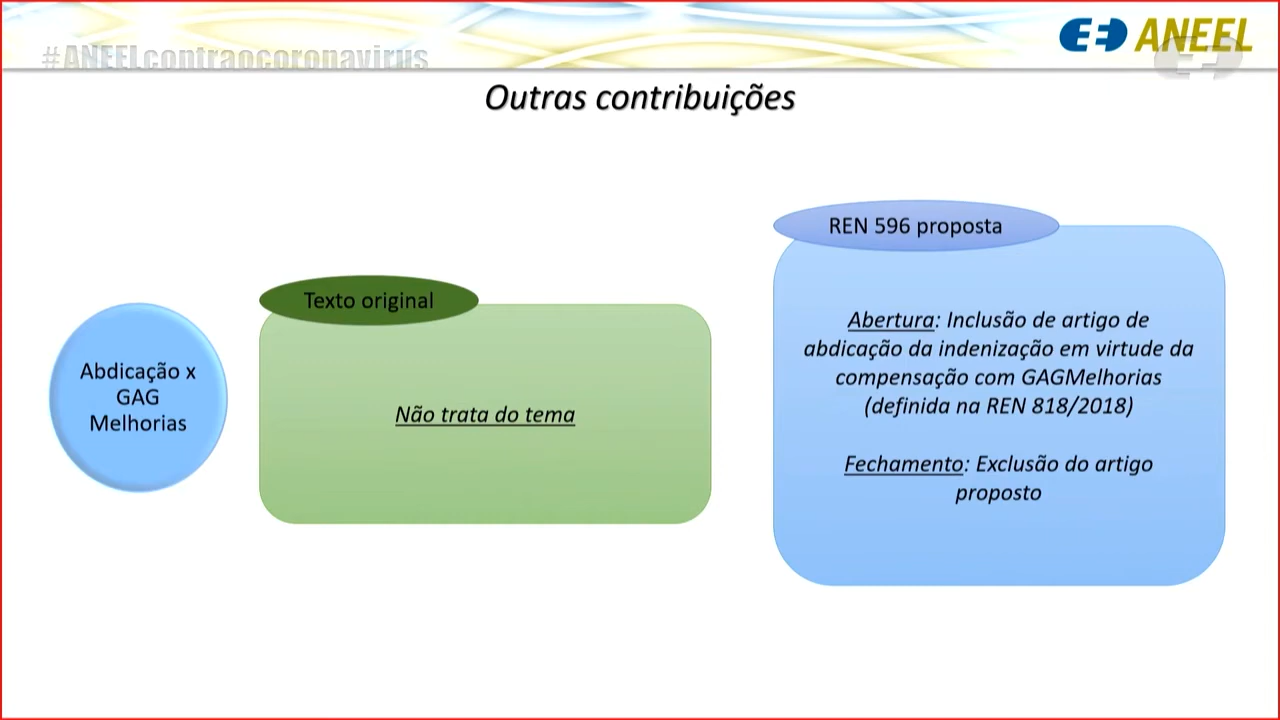 #ANEELcontraocoronavirus
ANEEL
Outras contribuições
REN 596 proposta
Texto original
Abdicação x
GAG
Melhorias
Não trata do tema
Abertura: Inclusão de artigo de
abdicação da indenização em virtude da
compensação com GAGMelhorias
(definida na REN 818/2018)
Fechamento: Exclusão do artigo
proposto